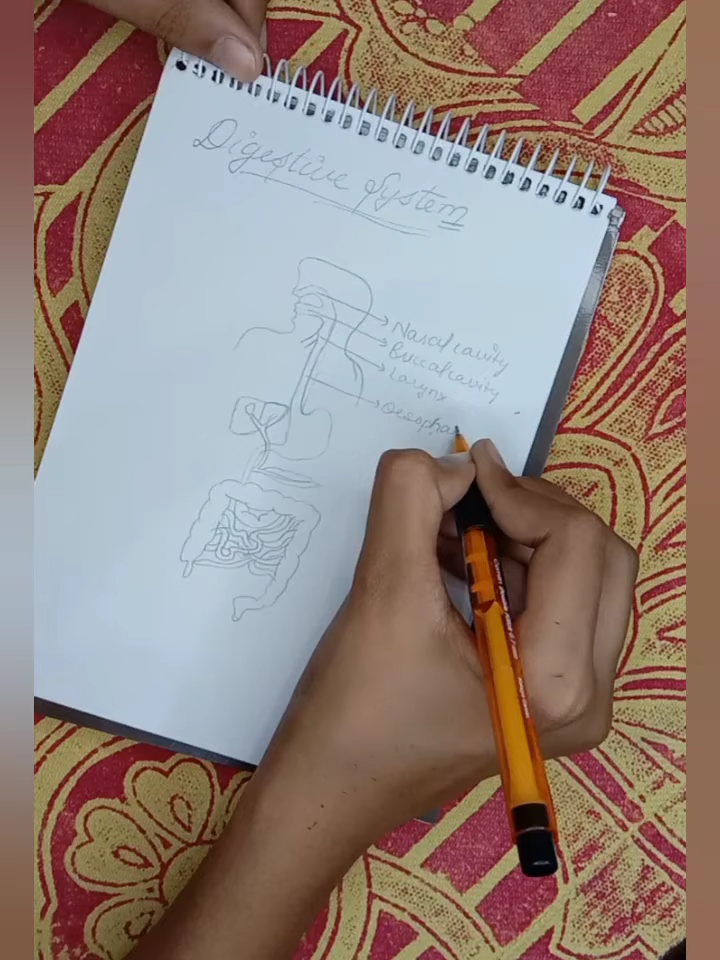 Digestive System
Nasal cavity
Buccal cavity
Larynx
Oesopha